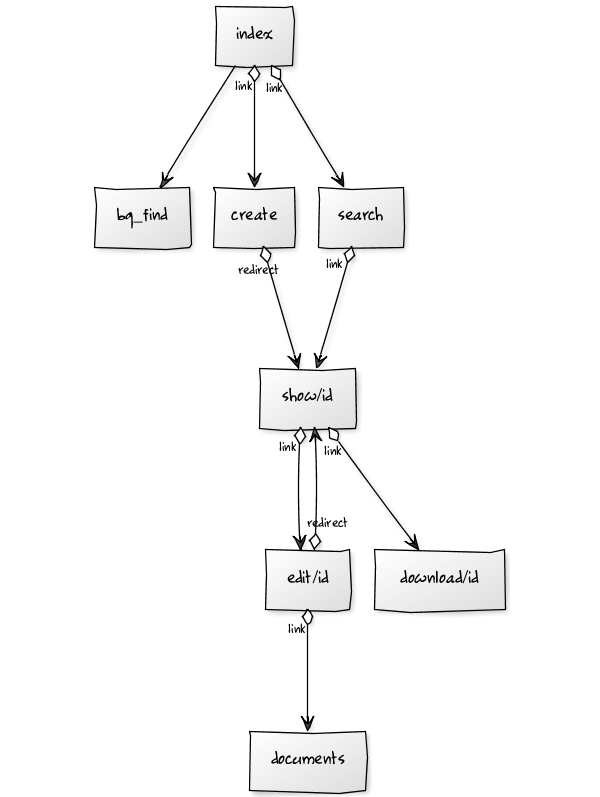 index
link
link
bq_find
create
search
redirect
link
show/id
link
link
redirect
edit/id
download/id
link
documents